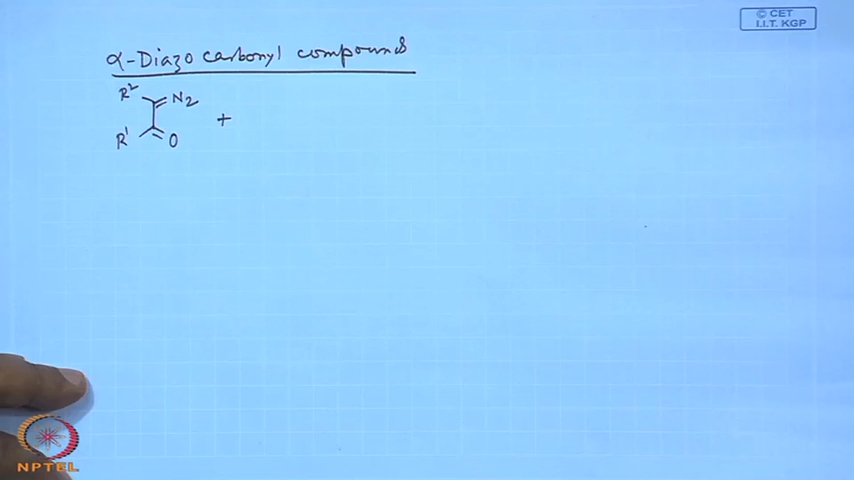 © CET
I.I.T. KGP
α-Diazo carbonyl compounds
R² N₂
+
R¹ O
NPTEL